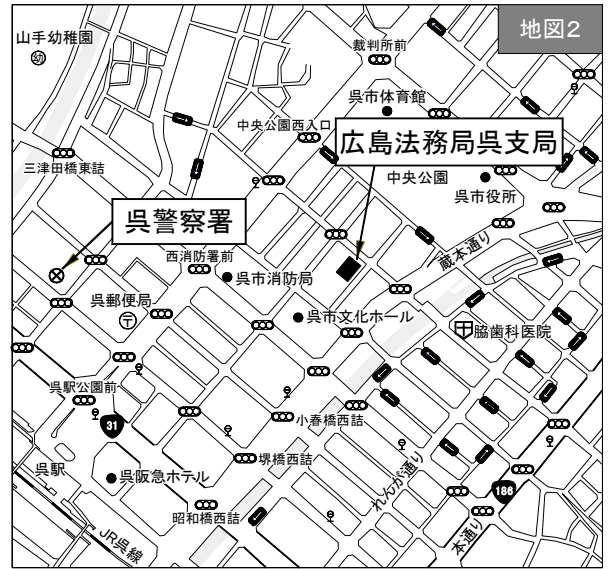 地図2
山手幼稚園
幼
裁判所前
呉市体育館
中央公園西入口
広島法務局呉支局
三津田橋東詰
中央公園
呉市役所
呉警察署
蔵本通り
西消防署前
呉市消防局
呉郵便局
呉市文化ホール
脇歯科医院
呉駅公園前
31
小春橋西詰
れんが通り
呉駅
呉阪急ホテル
堺橋西詰
186
昭和橋西詰
本通り
JR呉線